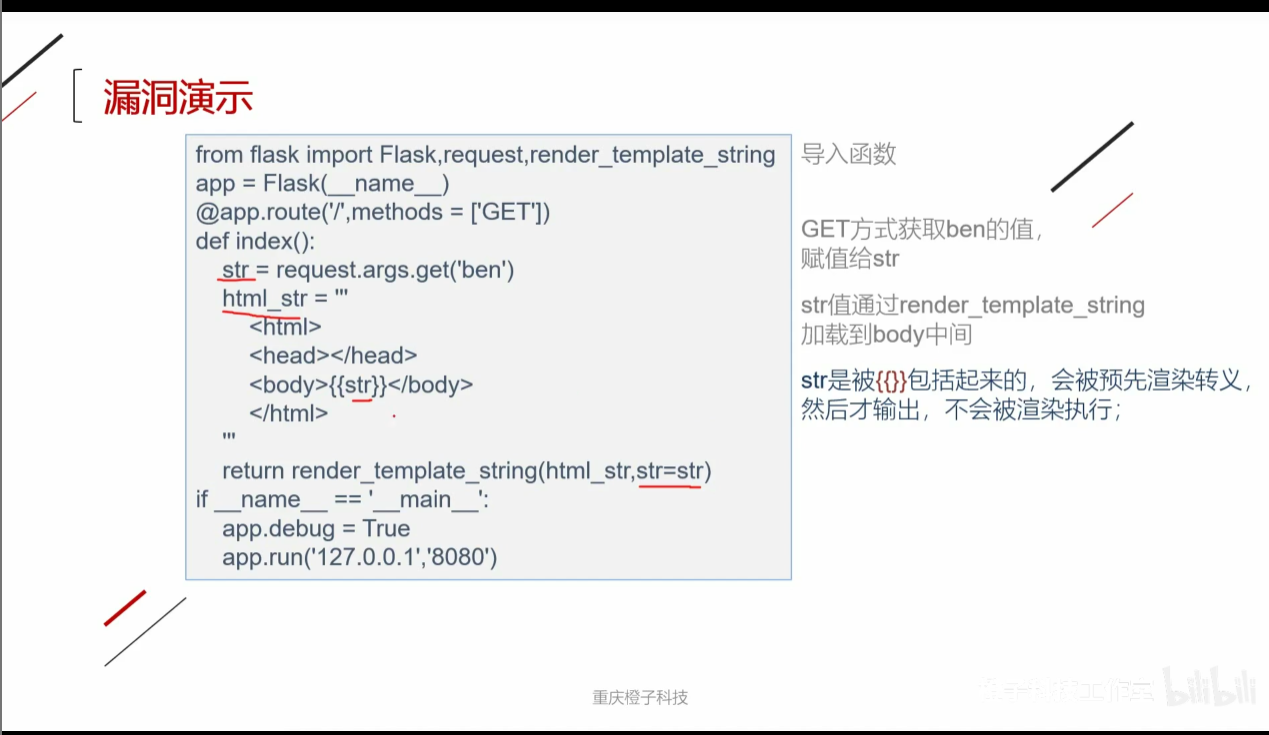 漏洞演示
from flask import Flask,request,render_template_string
app = Flask(__name__)
@app.route('/',methods = ['GET'])
def index():
str = request.args.get('ben')
html_str = '''
<html>
<head></head>
<body>{{str}}</body>
</html>
'''
return render_template_string(html_str,str=str)
if __name__ == '__main__':
app.debug = True
app.run('127.0.0.1','8080')
导入函数
GET方式获取ben的值，
赋值给str
str值通过render_template_string
加载到body中间
str是被{{}}包括起来的，会被预先渲染转义，
然后才输出，不会被渲染执行；
重庆橙子科技
bilibili